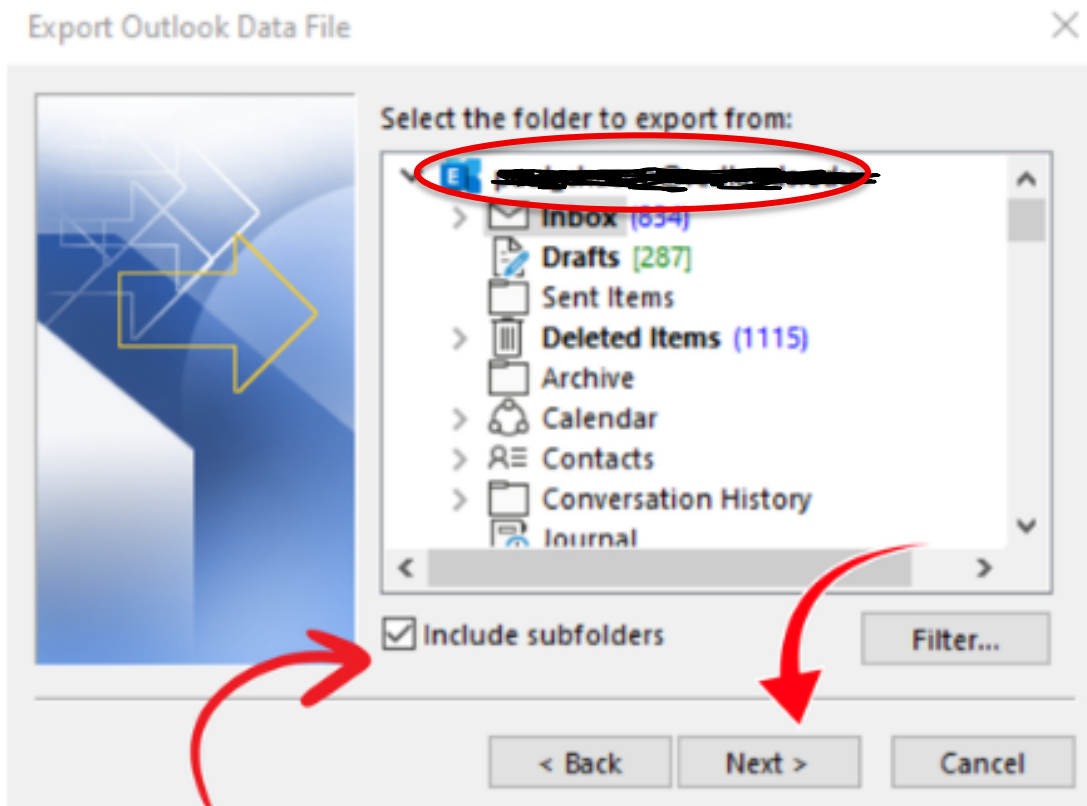 Export Outlook Data File
Select the folder to export from:
E
Inbox (834)
Drafts [287]
Sent Items
Deleted Items (1115)
Archive
Calendar
Contacts
Conversation History
Journal
Include subfolders
Filter...
< Back
Next >
Cancel